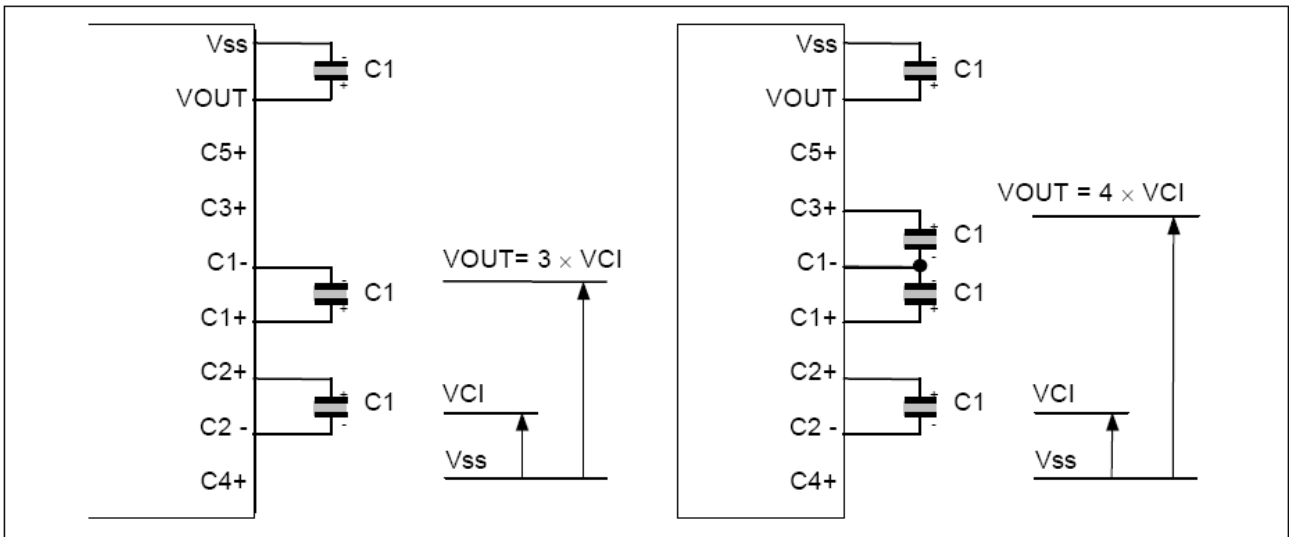 Vss
C1
VOUT
C5+
C3+
C1-
C1
C1+
C2+
C1
C2 -
C4+
VOUT= 3 × VCI
VCI
Vss
Vss
C1
VOUT
C5+
C3+
C1
C1-
C1
C1+
C2+
C1
C2 -
C4+
VOUT = 4 × VCI
VCI
Vss